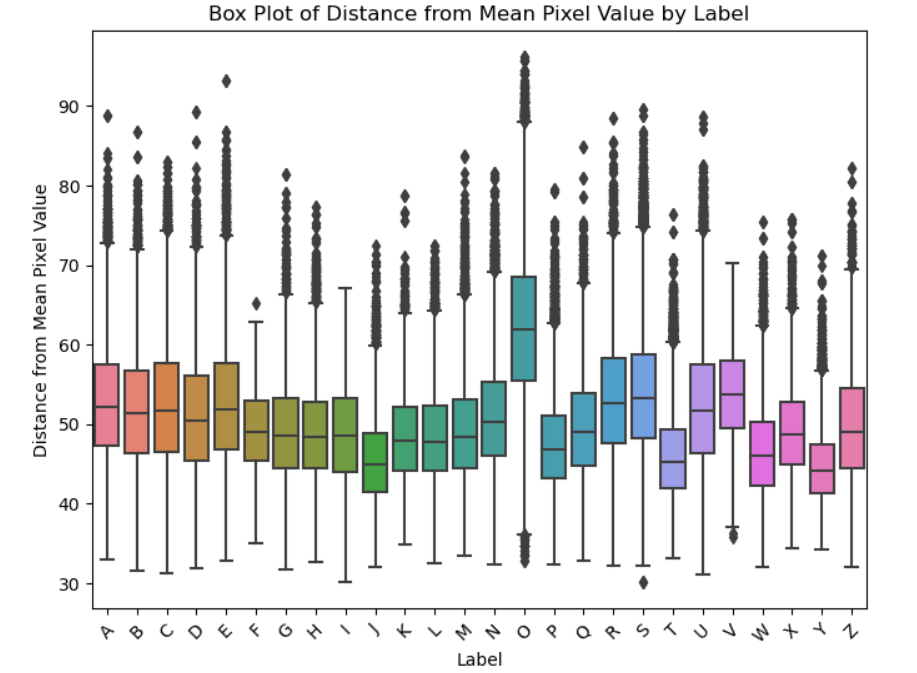 Box Plot of Distance from Mean Pixel Value by Label
Distance from Mean Pixel Value
90
80
70
60
50
40
30
A B C D E F G H I J K L M N O P Q R S T U V W X Y Z
Label